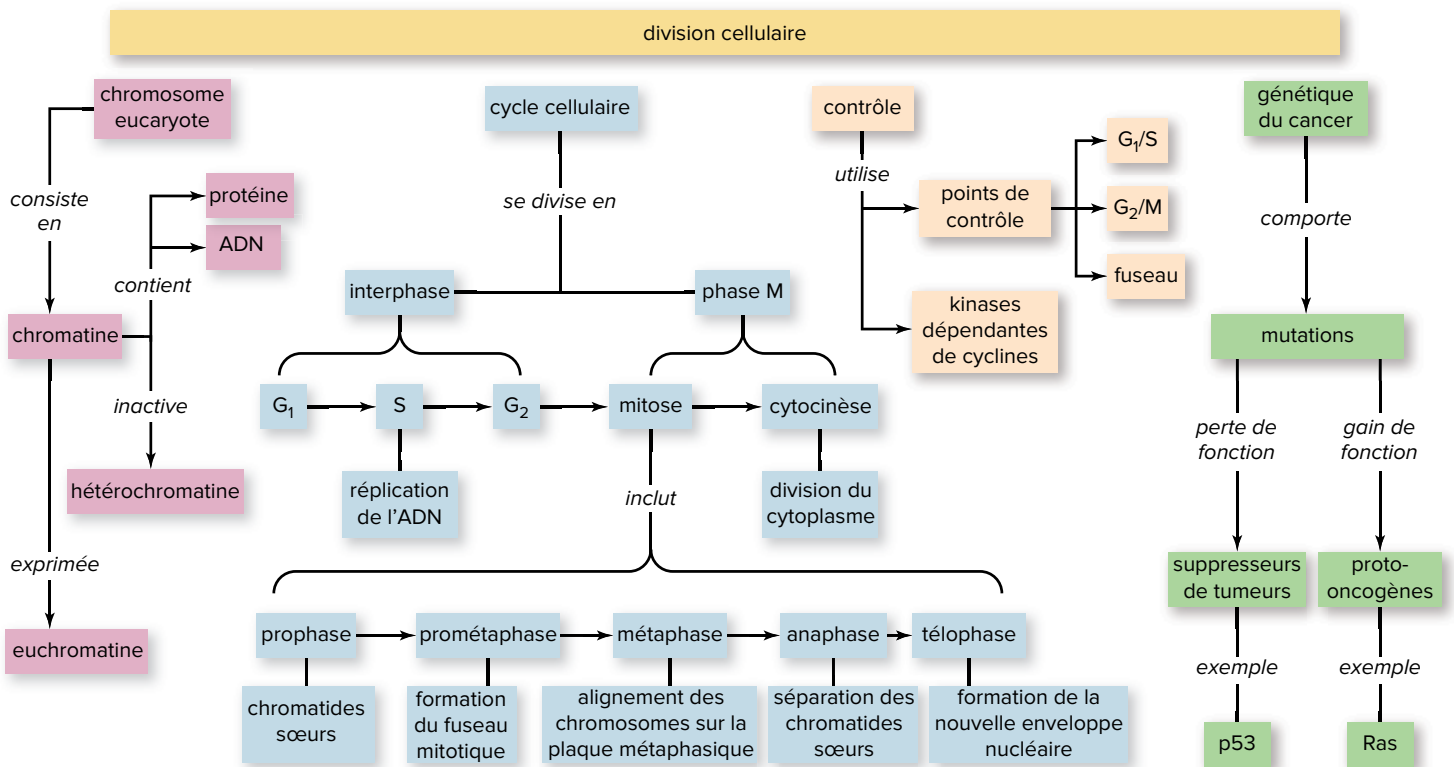 division cellulaire
chromosome
eucaryote
consiste
en
protéine
ADN
contient
chromatine
inactive
hétérochromatine
exprimée
euchromatine
cycle cellulaire
se divise en
interphase
phase M
G₁
S
G₂
mitose
cytocinèse
réplication
de l'ADN
inclut
division du
cytoplasme
prophase
prométaphase
métaphase
anaphase
télophase
chromatides
sœurs
formation
du fuseau
mitotique
alignement des
chromosomes sur la
plaque métaphasique
séparation des
chromatides
sœurs
formation de la
nouvelle enveloppe
nucléaire
contrôle
utilise
points de
contrôle
G₁/S
G₂/M
fuseau
kinases
dépendantes
de cyclines
génétique
du cancer
comporte
mutations
perte de
fonction
gain de
fonction
suppresseurs
de tumeurs
proto-
oncogènes
exemple
exemple
p53
Ras